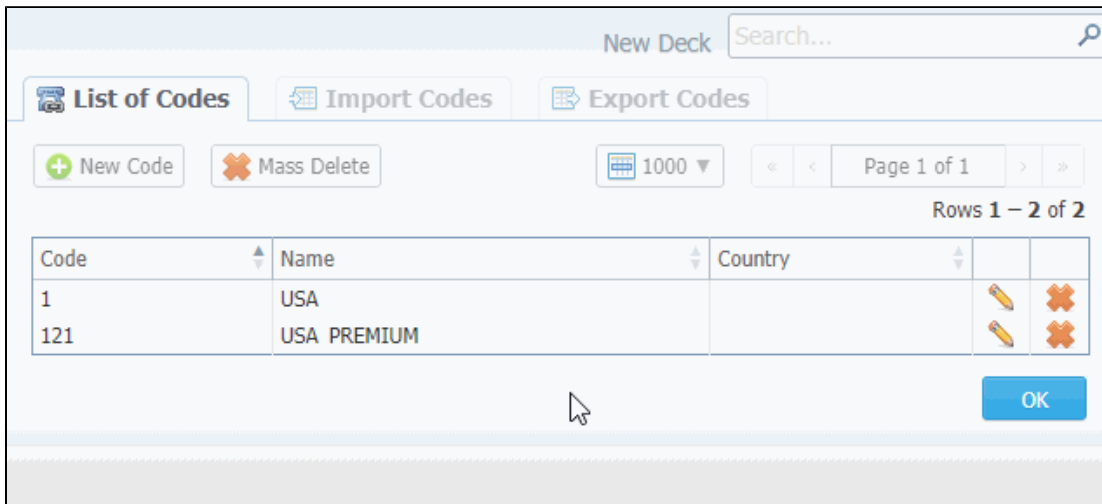 New Deck Search...
List of Codes Import Codes Export Codes
New Code Mass Delete 1000 ▼ « < Page 1 of 1 > »
Rows 1 – 2 of 2
Code Name Country
1 USA
121 USA PREMIUM
OK